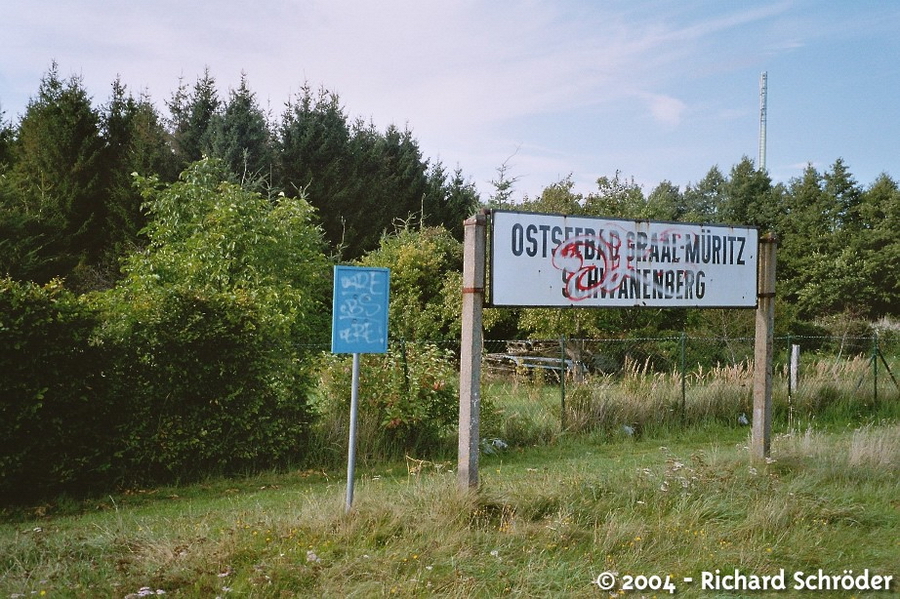 OSTSEEBAD GRAAL-MÜRITZ
SCHWANENBERG
© 2004 - Richard Schröder